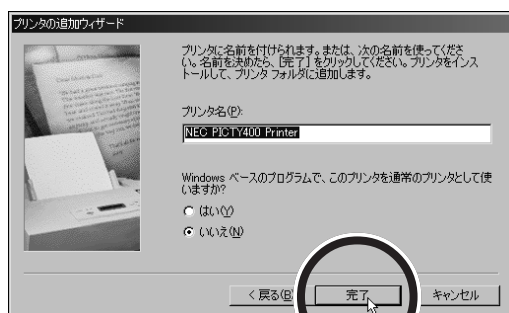 プリンタの追加ウィザード
プリンタに名前を付けられます。または、次の名前を使ってくださ
い。名前を決めたら、[完了] をクリックしてください。プリンタをインス
トールして、プリンタ フォルダに追加します。
プリンタ名(P):
NEC PICTY400 Printer
Windows ベースのプログラムで、このプリンタを通常のプリンタとして使
いますか?
はい(Y)
いいえ(N)
< 戻る(B)
完了
キャンセル